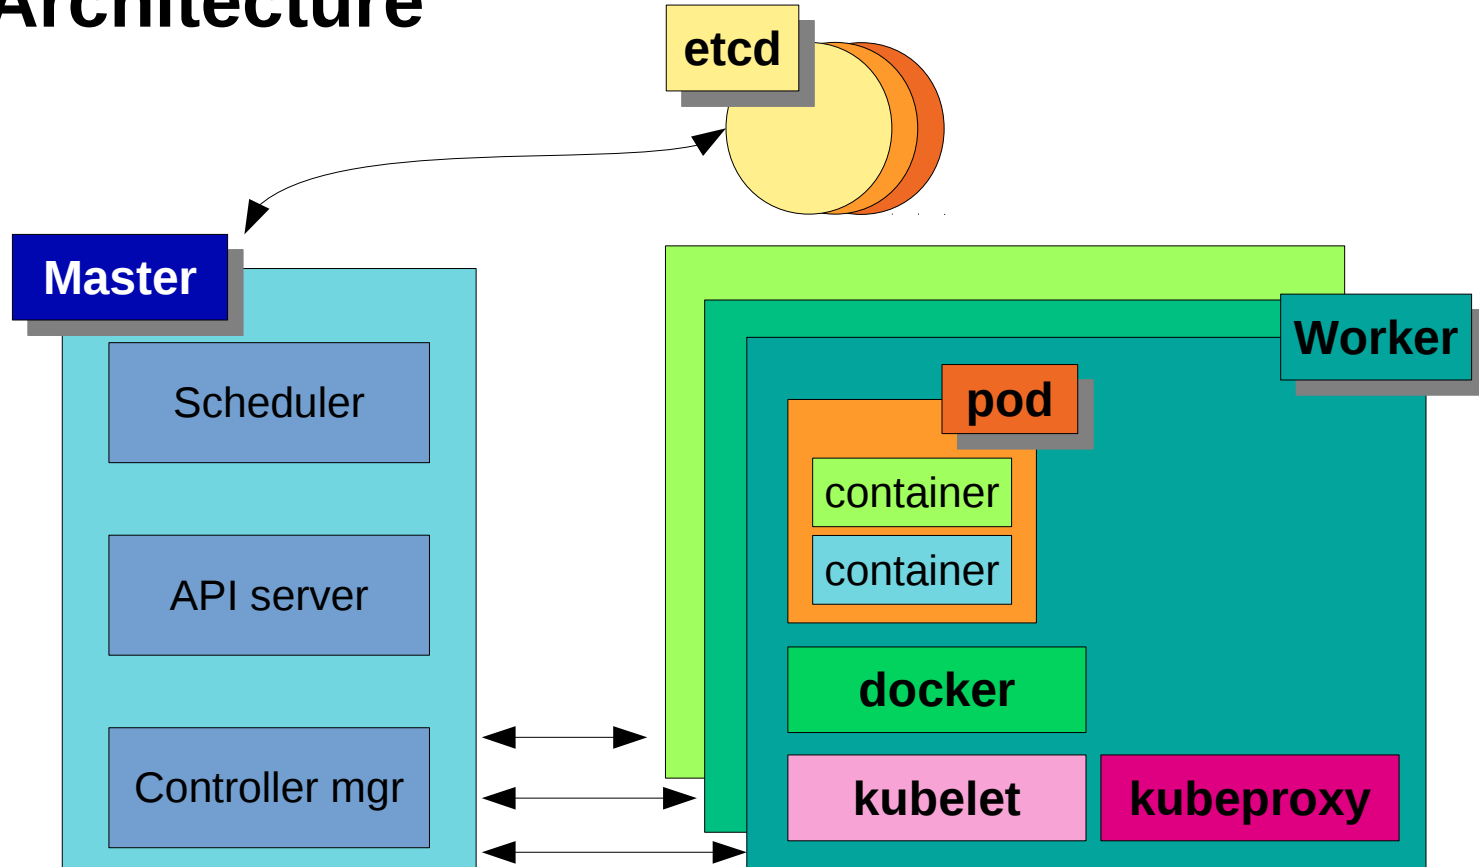 Architecture
etcd
Master
Worker
Scheduler
pod
container
container
API server
docker
Controller mgr
kubelet
kubeproxy